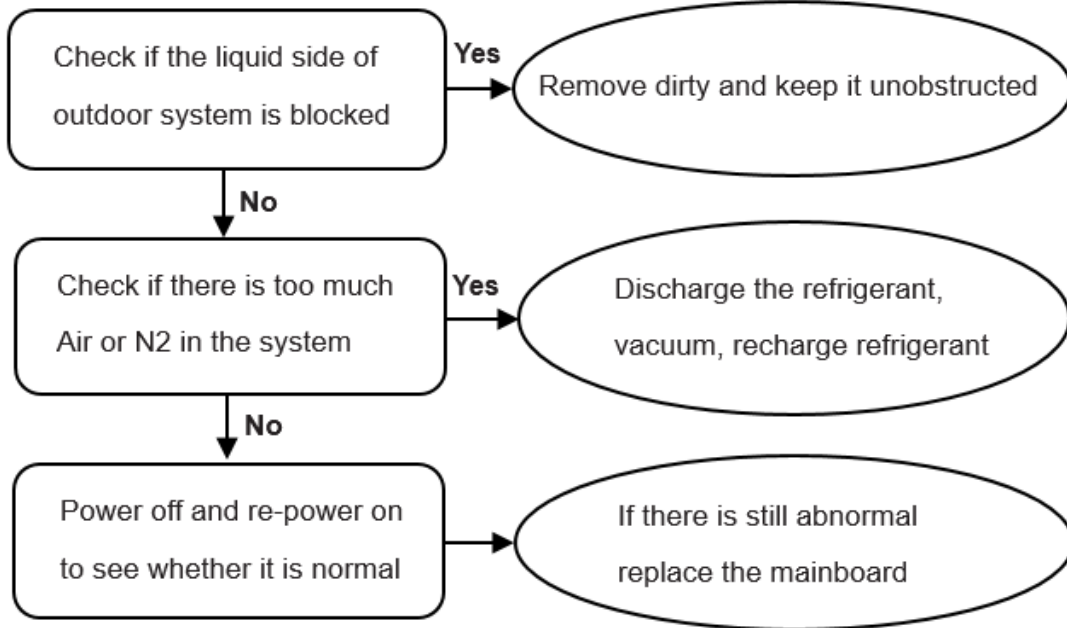 Check if the liquid side of
outdoor system is blocked
Yes
Remove dirty and keep it unobstructed
No
Check if there is too much
Air or N2 in the system
Yes
Discharge the refrigerant,
vacuum, recharge refrigerant
No
Power off and re-power on
to see whether it is normal
If there is still abnormal
replace the mainboard